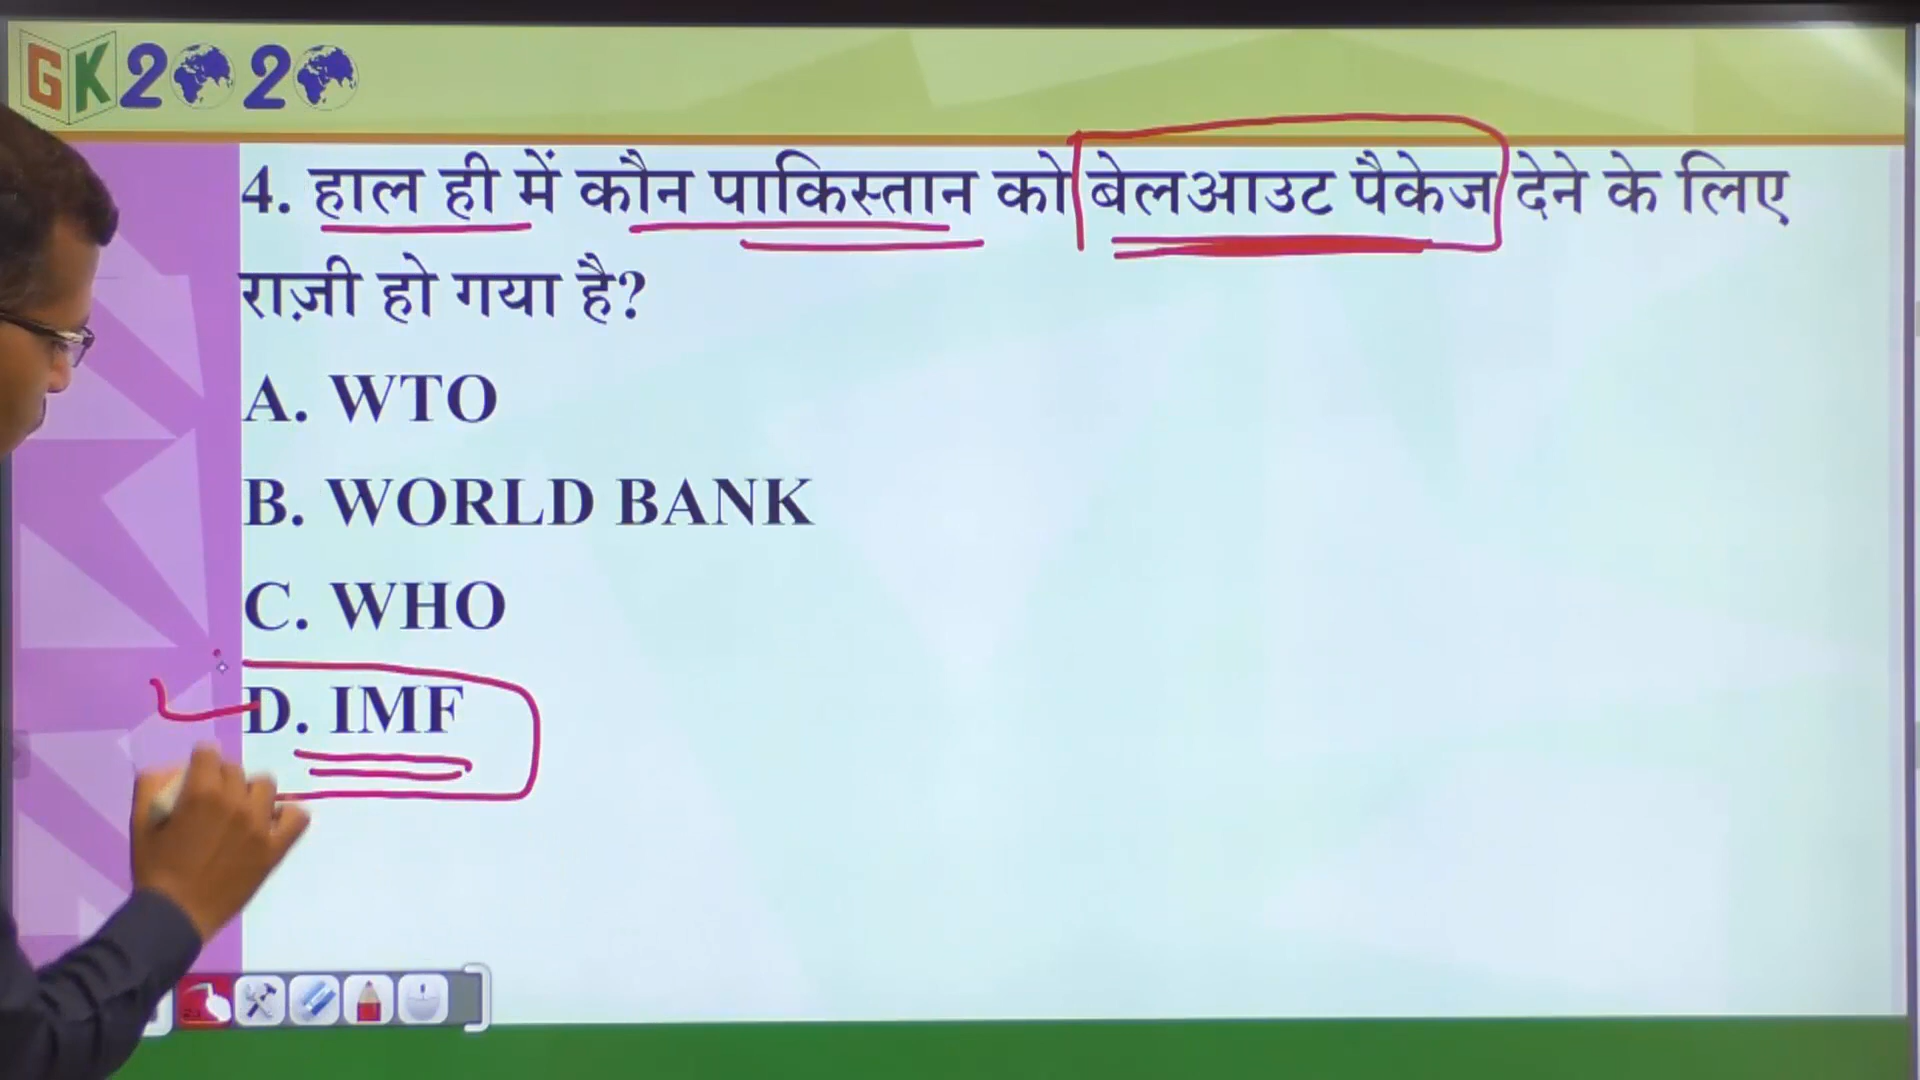 GK2020
4. हाल ही में कौन पाकिस्तान को बेलआउट पैकेज देने के लिए
राज़ी हो गया है?
A. WTO
B. WORLD BANK
C. WHO
D. IMF